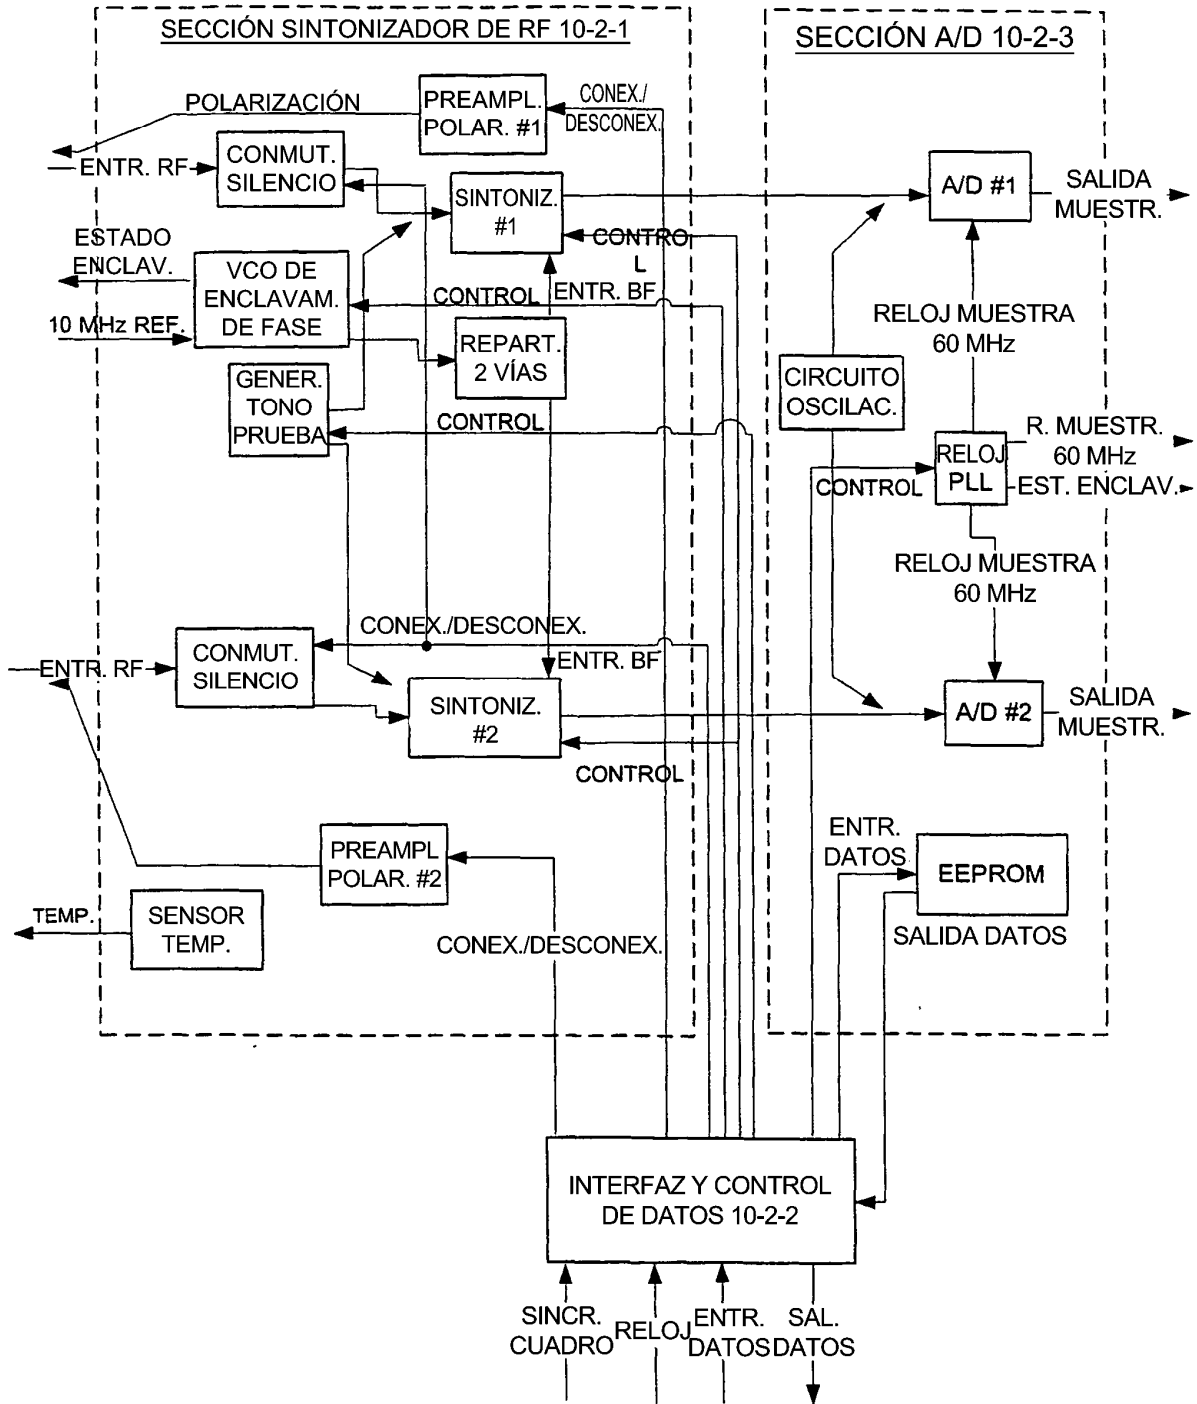 SECCIÓN SINTONIZADOR DE RF 10-2-1
SECCIÓN A/D 10-2-3
POLARIZACIÓN
PREAMPL.
POLAR. #1
CONEX./
DESCONEX.
ENTR. RF
CONMUT.
SILENCIO
SINTONIZ.
#1
A/D #1
SALIDA
MUESTR.
ESTADO
ENCLAV.
VCO DE
ENCLAVAM.
DE FASE
CONTRO
L
CONTROL
ENTR. BF
10 MHz REF.
REPART.
2 VÍAS
RELOJ MUESTRA
60 MHz
GENER.
TONO
PRUEBA
CONTROL
CIRCUITO
OSCILAC.
R. MUESTR.
60 MHz
RELOJ
PLL
CONTROL
EST. ENCLAV.
RELOJ MUESTRA
60 MHz
CONEX./DESCONEX.
ENTR. RF
CONMUT.
SILENCIO
ENTR. BF
SINTONIZ.
#2
A/D #2
SALIDA
MUESTR.
CONTROL
PREAMPL
POLAR. #2
ENTR.
DATOS
EEPROM
SALIDA DATOS
TEMP.
SENSOR
TEMP.
CONEX./DESCONEX.
INTERFAZ Y CONTROL
DE DATOS 10-2-2
SINCR.
CUADRO
RELOJ
ENTR.
DATOS
SAL.
DATOS